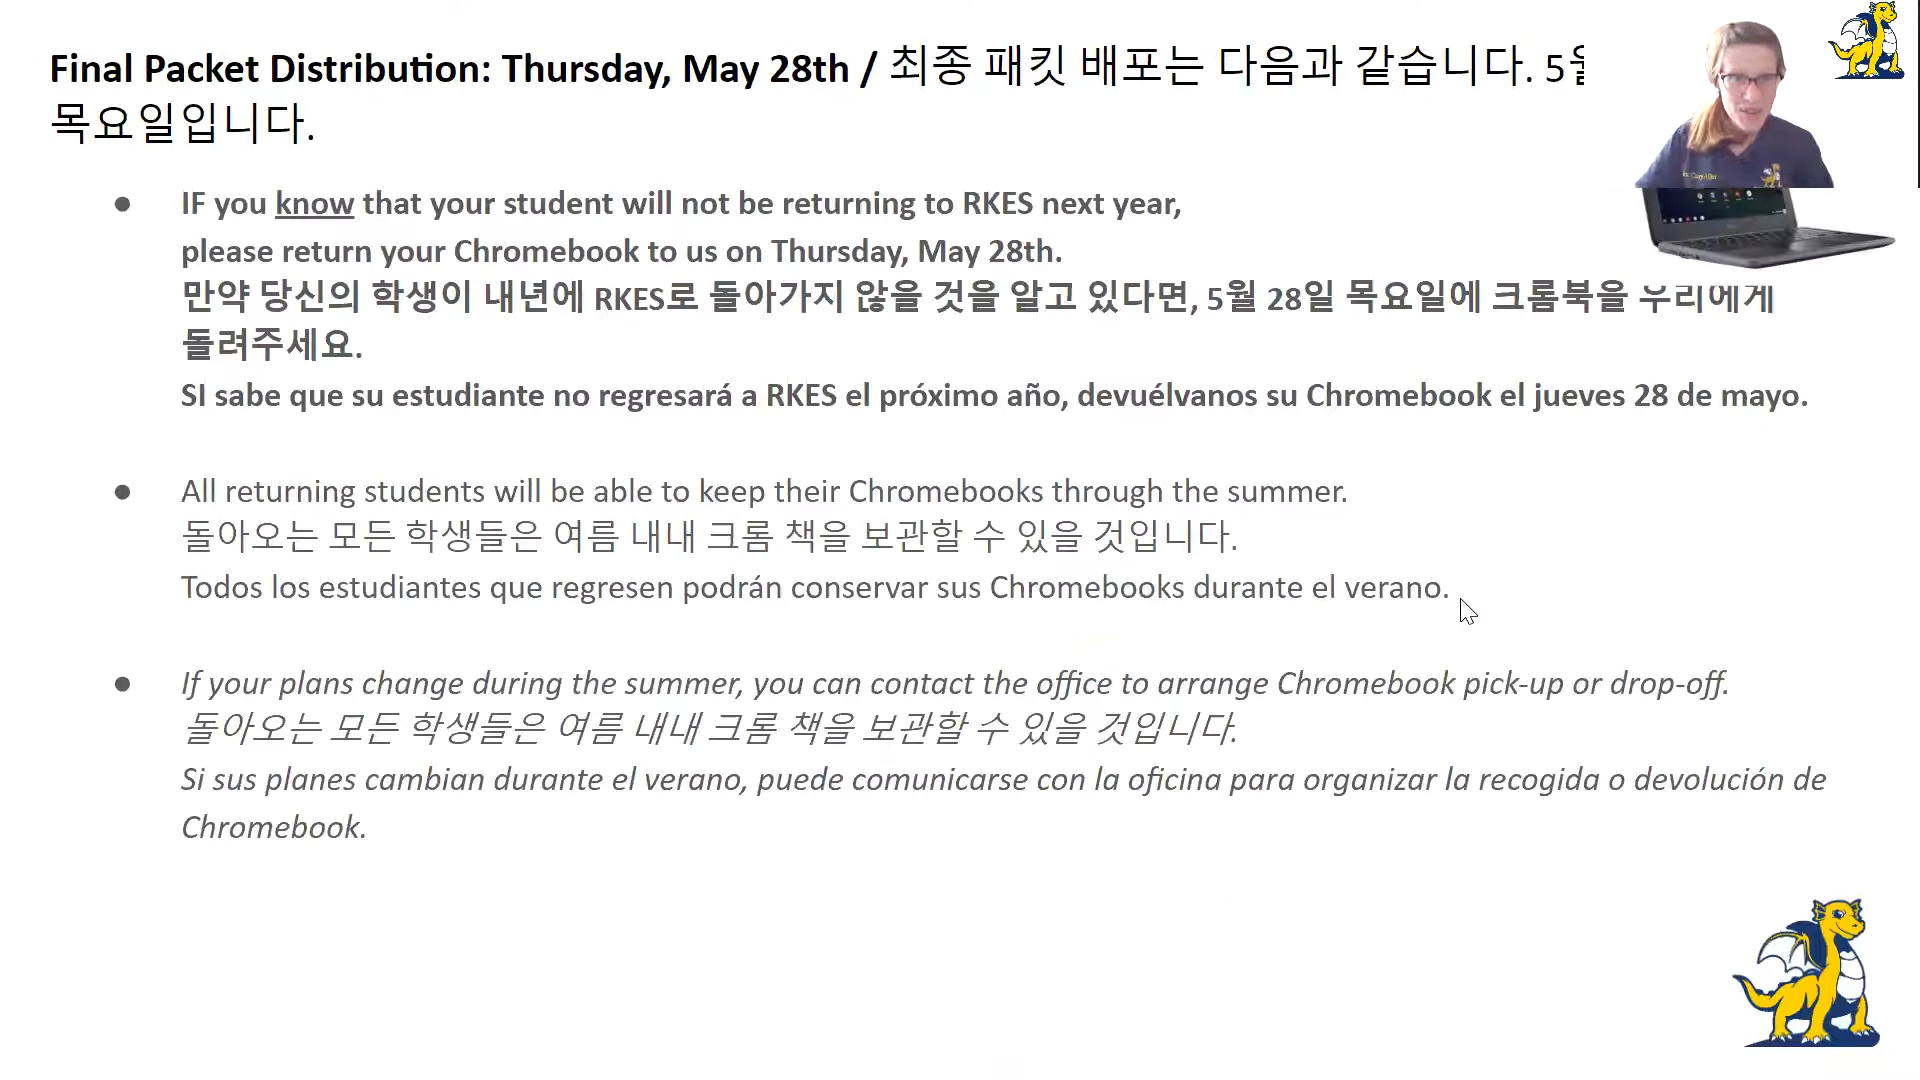 Final Packet Distribution: Thursday, May 28th / 최종 패킷 배포는 다음과 같습니다. 5월
목요일입니다.
IF you know that your student will not be returning to RKES next year,
please return your Chromebook to us on Thursday, May 28th.
만약 당신의 학생이 내년에 RKES로 돌아가지 않을 것을 알고 있다면, 5월 28일 목요일에 크롬북을 우리에게
돌려주세요.
SI sabe que su estudiante no regresará a RKES el próximo año, devuélvanos su Chromebook el jueves 28 de mayo.
All returning students will be able to keep their Chromebooks through the summer.
돌아오는 모든 학생들은 여름 내내 크롬 책을 보관할 수 있을 것입니다.
Todos los estudiantes que regresen podrán conservar sus Chromebooks durante el verano.
If your plans change during the summer, you can contact the office to arrange Chromebook pick-up or drop-off.
돌아오는 모든 학생들은 여름 내내 크롬 책을 보관할 수 있을 것입니다.
Si sus planes cambian durante el verano, puede comunicarse con la oficina para organizar la recogida o devolución de
Chromebook.